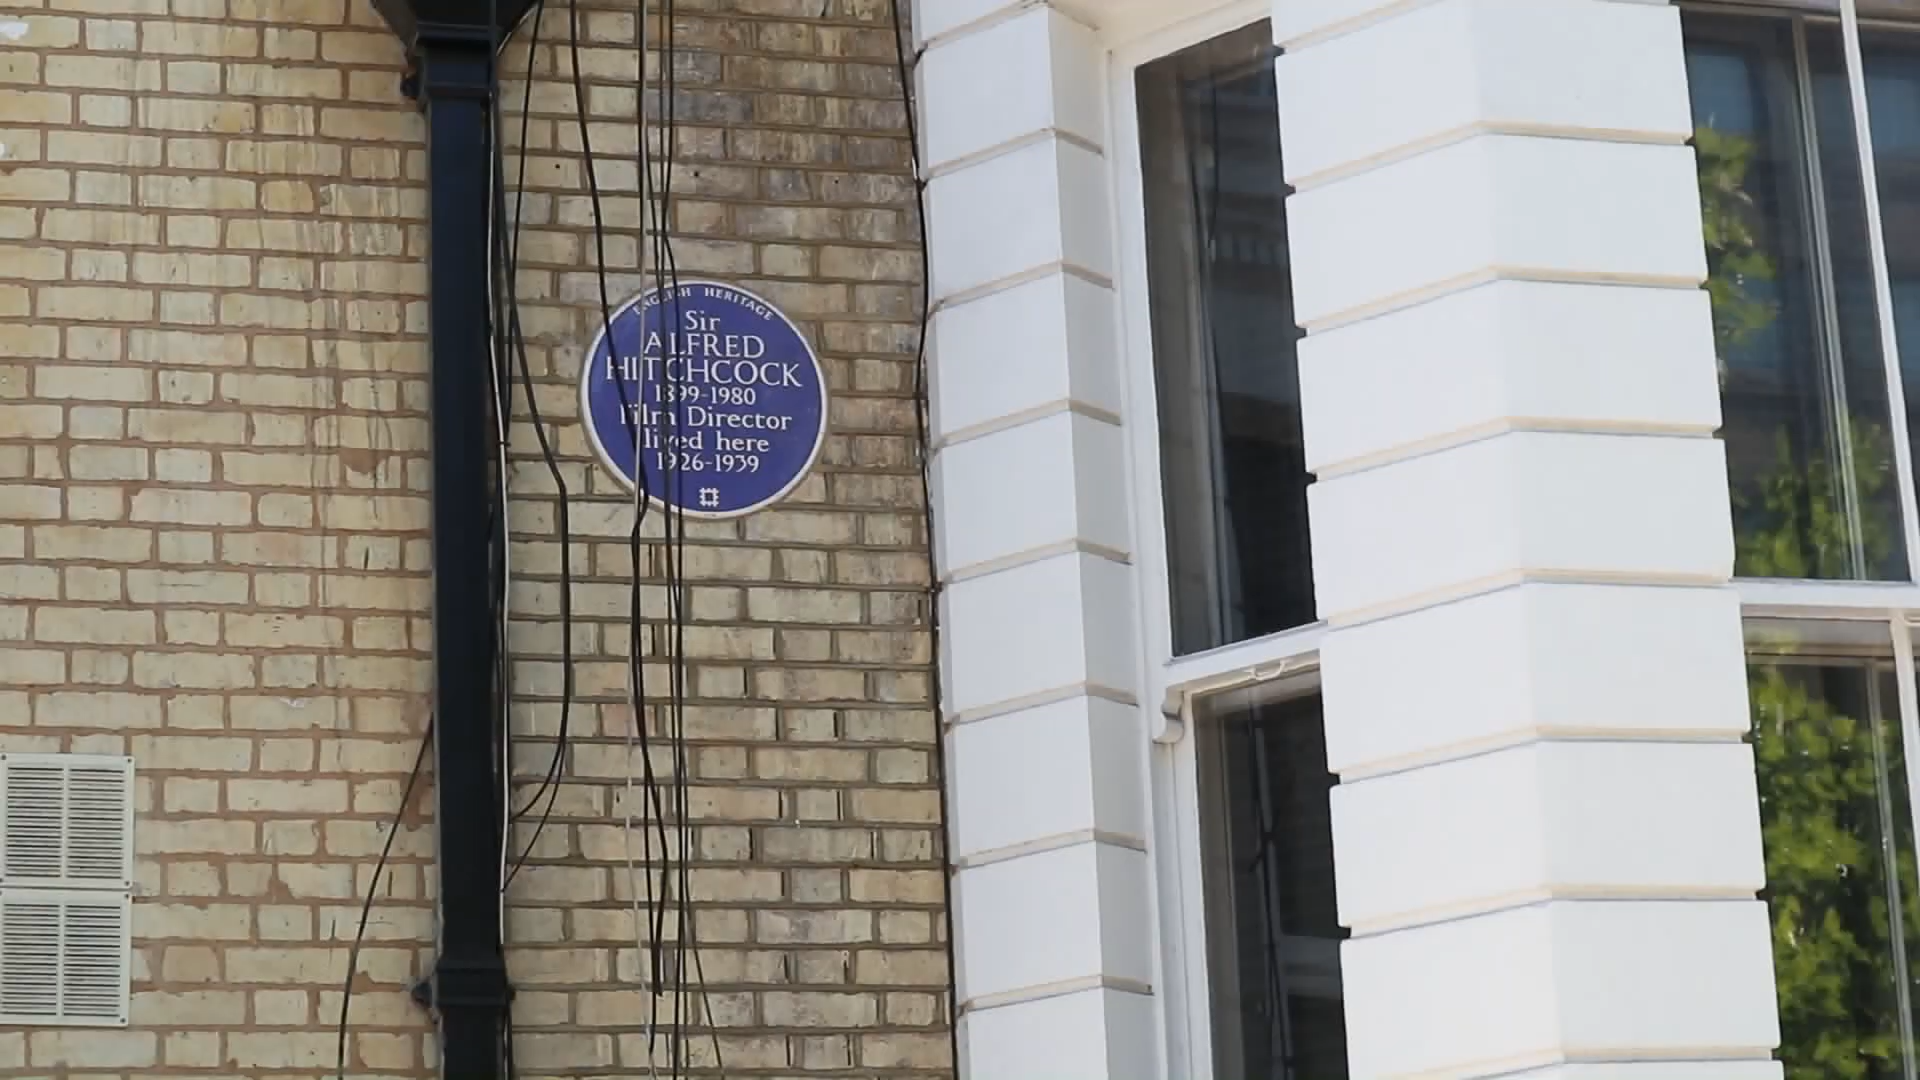 ENGLISH HERITAGE
Sir
ALFRED
HITCHCOCK
1899-1980
Film Director
lived here
1926-1939